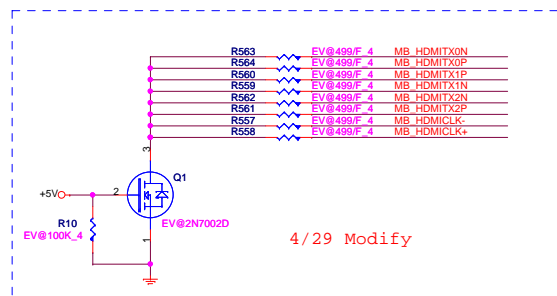 R563 EV@499/F_4 MB_HDMITX0N
R564 EV@499/F_4 MB_HDMITX0P
R560 EV@499/F_4 MB_HDMITX1P
R559 EV@499/F_4 MB_HDMITX1N
R562 EV@499/F_4 MB_HDMITX2N
R561 EV@499/F_4 MB_HDMITX2P
R557 EV@499/F_4 MB_HDMICLK-
R558 EV@499/F_4 MB_HDMICLK+
3
Q1
+5V
2
R10
EV@2N7002D
EV@100K_4
1
4/29 Modify